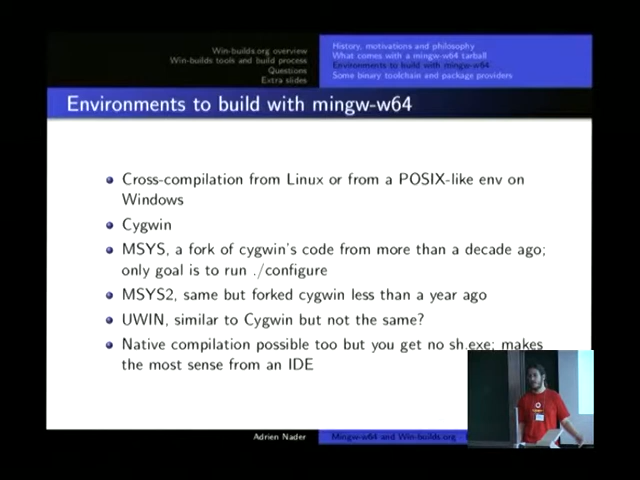 Win-builds.org overview
Win-builds tools and build process
Questions
Extra slides
History, motivations and philosophy
What comes with a mingw-w64 tarball
Environments to build with mingw-w64
Some binary toolchain and package providers
Environments to build with mingw-w64
Cross-compilation from Linux or from a POSIX-like env on
Windows
Cygwin
MSYS, a fork of cygwin's code from more than a decade ago;
only goal is to run ./configure
MSYS2, same but forked cygwin less than a year ago
UWIN, similar to Cygwin but not the same?
Native compilation possible too but you get no sh.exe; makes
the most sense from an IDE
Adrien Nader
Mingw-w64 and Win-builds.org -